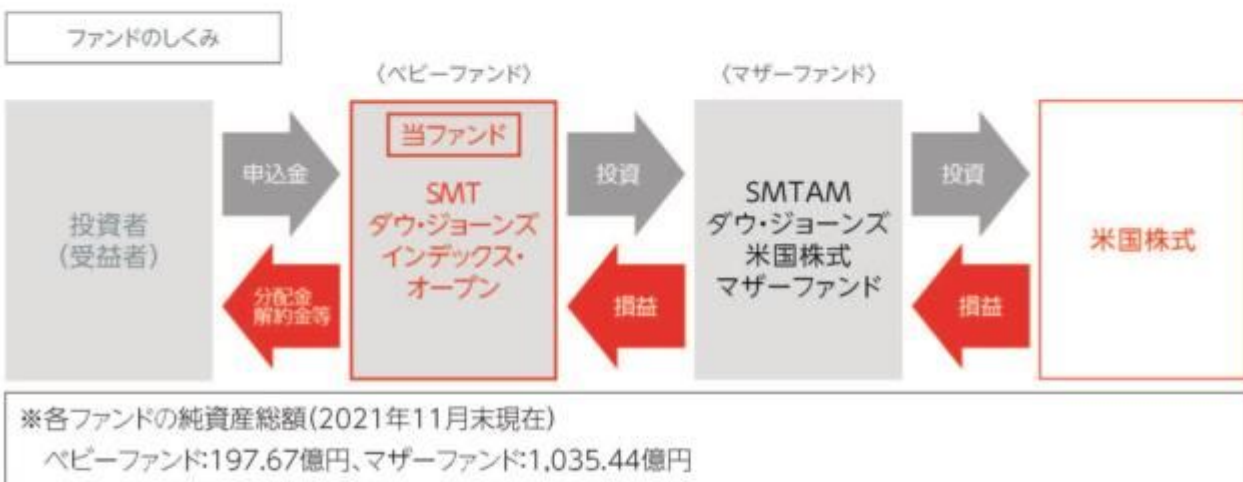 ファンドのしくみ
〈ベビーファンド〉
〈マザーファンド〉
投資者
(受益者)
申込金
分配金
解約金等
当ファンド
SMT
ダウ・ジョーンズ
インデックス・
オープン
投資
損益
SMTAM
ダウ・ジョーンズ
米国株式
マザーファンド
投資
損益
米国株式
※各ファンドの純資産総額(2021年11月末現在)
ベビーファンド:197.67億円、マザーファンド:1,035.44億円